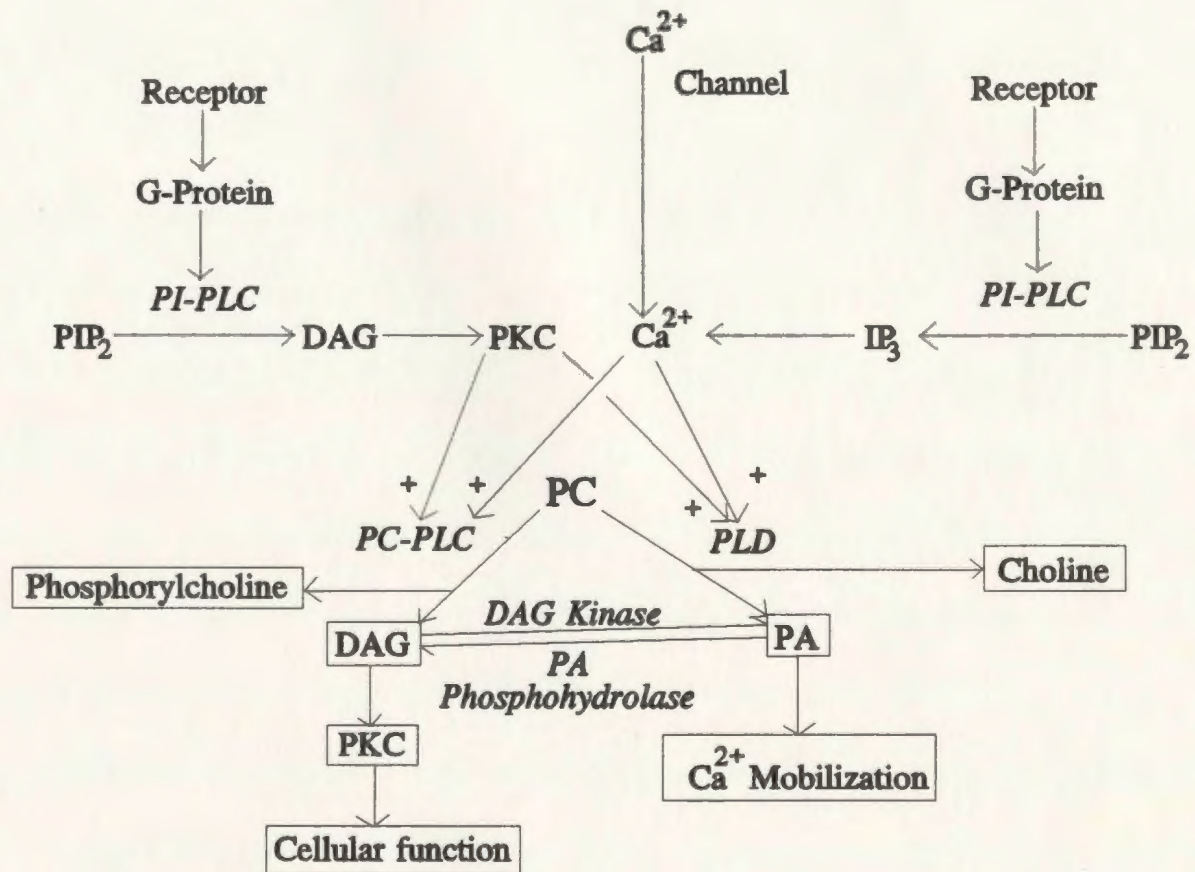 Ca2+
Channel
Receptor
Receptor
G-Protein
G-Protein
PI-PLC
PI-PLC
PIP2
DAG
PKC
Ca2+
IP3
PIP2
+
+
PC
+
+
PC-PLC
PLD
Phosphorylcholine
Choline
DAG Kinase
DAG
PA
PA
Phosphohydrolase
PKC
Ca2+ Mobilization
Cellular function